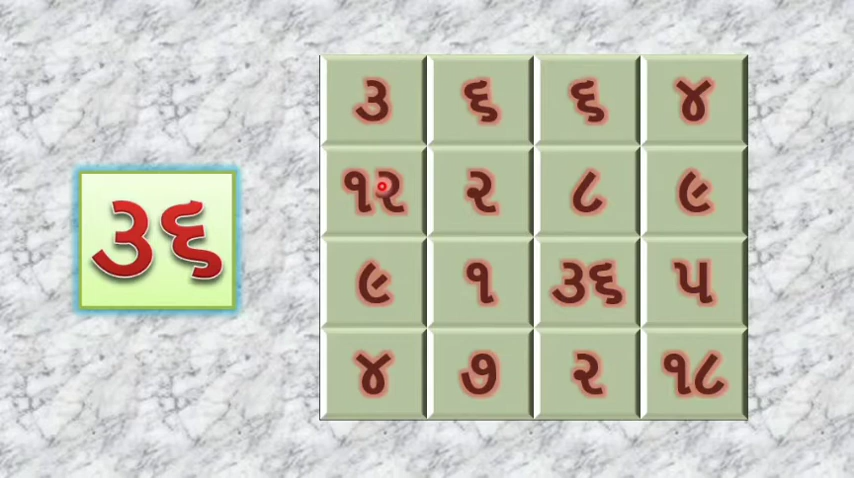 ૩૬
૩ ૬ ૬ ૪
૧૨ ૨ ૮ ૯
૯ ૧ ૩૬ ૫
૪ ૭ ૨ ૧૮